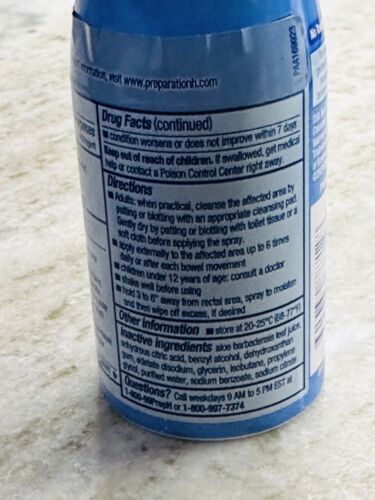 information, visit www.preparationh.com
PAA169923
Drug Facts (continued)
■ condition worsens or does not improve within 7 days
Keep out of reach of children. If swallowed, get medical
help or contact a Poison Control Center right away.
Directions
■ Adults: when practical, cleanse the affected area by
patting or blotting with an appropriate cleansing pad.
Gently dry by patting or blotting with toilet tissue or a
soft cloth before applying the spray.
■ apply externally to the affected area up to 6 times
daily or after each bowel movement
■ children under 12 years of age: consult a doctor
■ shake well before using
■ hold 3 to 6" away from rectal area, spray to moisten
and then wipe off excess, if desired
Other information ■ store at 20-25°C (68-77°F)
Inactive ingredients aloe barbadensis leaf juice,
anhydrous citric acid, benzyl alcohol, dehydroxanthan
gum, edetate disodium, glycerin, isobutane, propylene
glycol, purified water, sodium benzoate, sodium citrate
Questions? Call weekdays 9 AM to 5 PM EST at
1-800-99PrepH or 1-800-997-7374